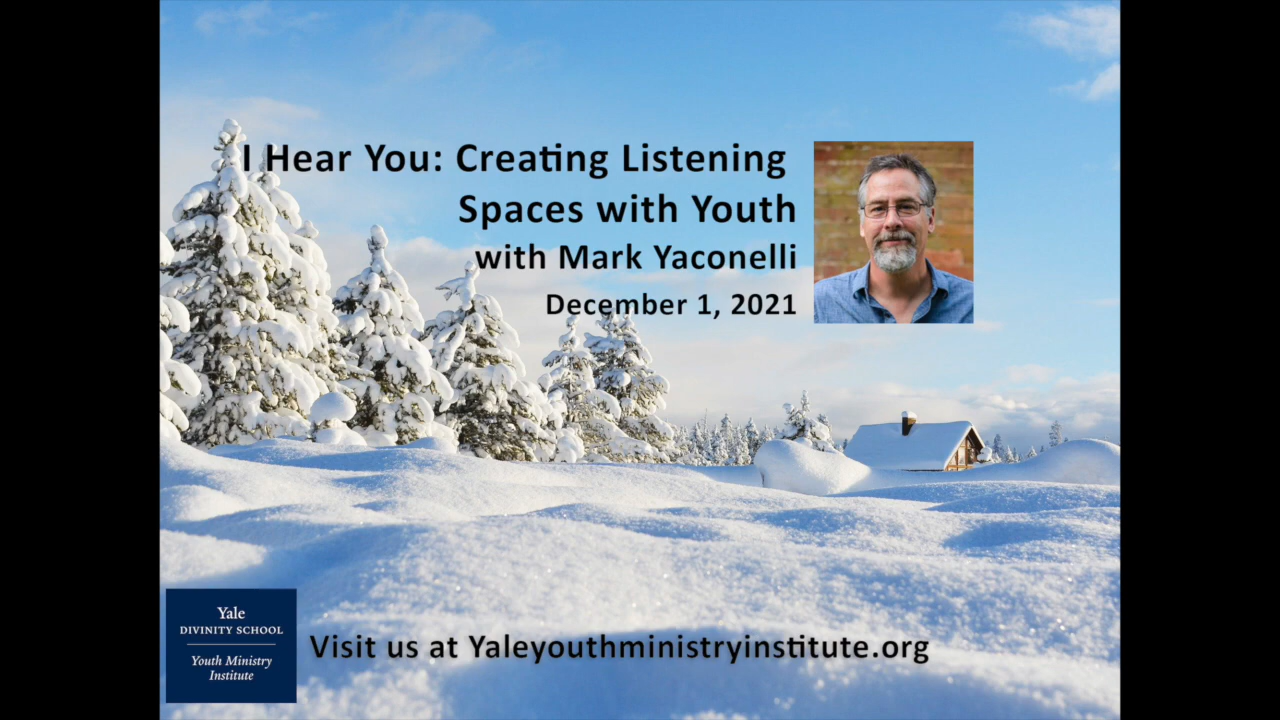 I Hear You: Creating Listening
Spaces with Youth
with Mark Yaconelli
December 1, 2021
Yale
DIVINITY SCHOOL
Youth Ministry
Institute
Visit us at Yaleyouthministryinstitute.org